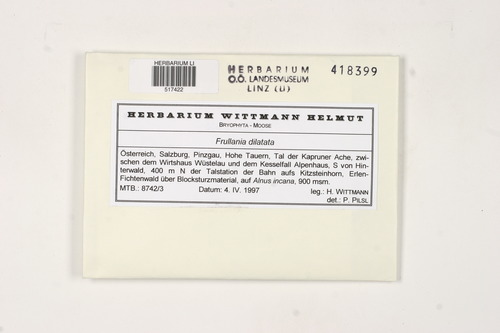 HERBARIUM LI
517422
HERBARIUM
O.Ö. LANDESMUSEUM
LINZ (D)
418399
HERBARIUM WITTMANN HELMUT
BRYOPHYTA - MOOSE
Frullania dilatata
Österreich, Salzburg, Pinzgau, Hohe Tauern, Tal der Kapruner Ache, zwi-
schen dem Wirtshaus Wüstelau und dem Kesselfall Alpenhaus, S von Hin-
terwald, 400 m N der Talstation der Bahn aufs Kitzsteinhorn, Erlen-
Fichtenwald über Blocksturzmaterial, auf Alnus incana, 900 msm.
MTB.: 8742/3 Datum: 4. IV. 1997 leg.: H. WITTMANN
det.: P. PILSL